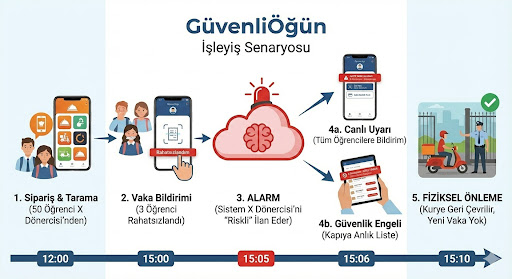 GüvenliÖğün
İşleyiş Senaryosu
Rahatsızlandım
4a. Canlı Uyarı
(Tüm Öğrencilere Bildirim)
1. Sipariş & Tarama
(50 Öğrenci X
Dönercisi'nden)
2. Vaka Bildirimi
(3 Öğrenci
Rahatsızlandı)
3. ALARM
(Sistem X Dönercisi'ni
"Riskli" İlan Eder)
4b. Güvenlik Engeli
(Kapıya Anlık Liste)
5. FİZİKSEL ÖNLEME
(Kurye Geri Çevrilir,
Yeni Vaka Yok)
12:00
15:00
15:05
15:06
15:10